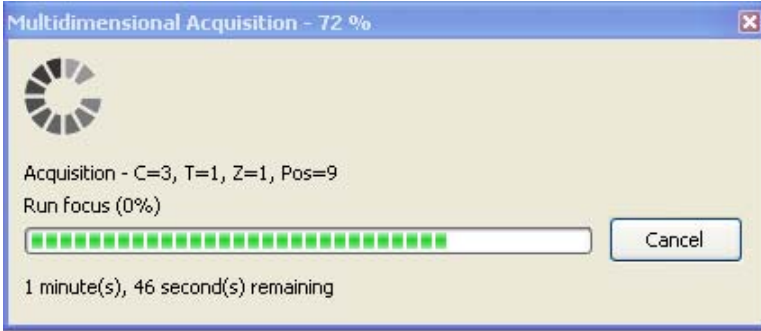 Multidimensional Acquisition - 72 %
Acquisition - C=3, T=1, Z=1, Pos=9
Run focus (0%)
Cancel
1 minute(s), 46 second(s) remaining